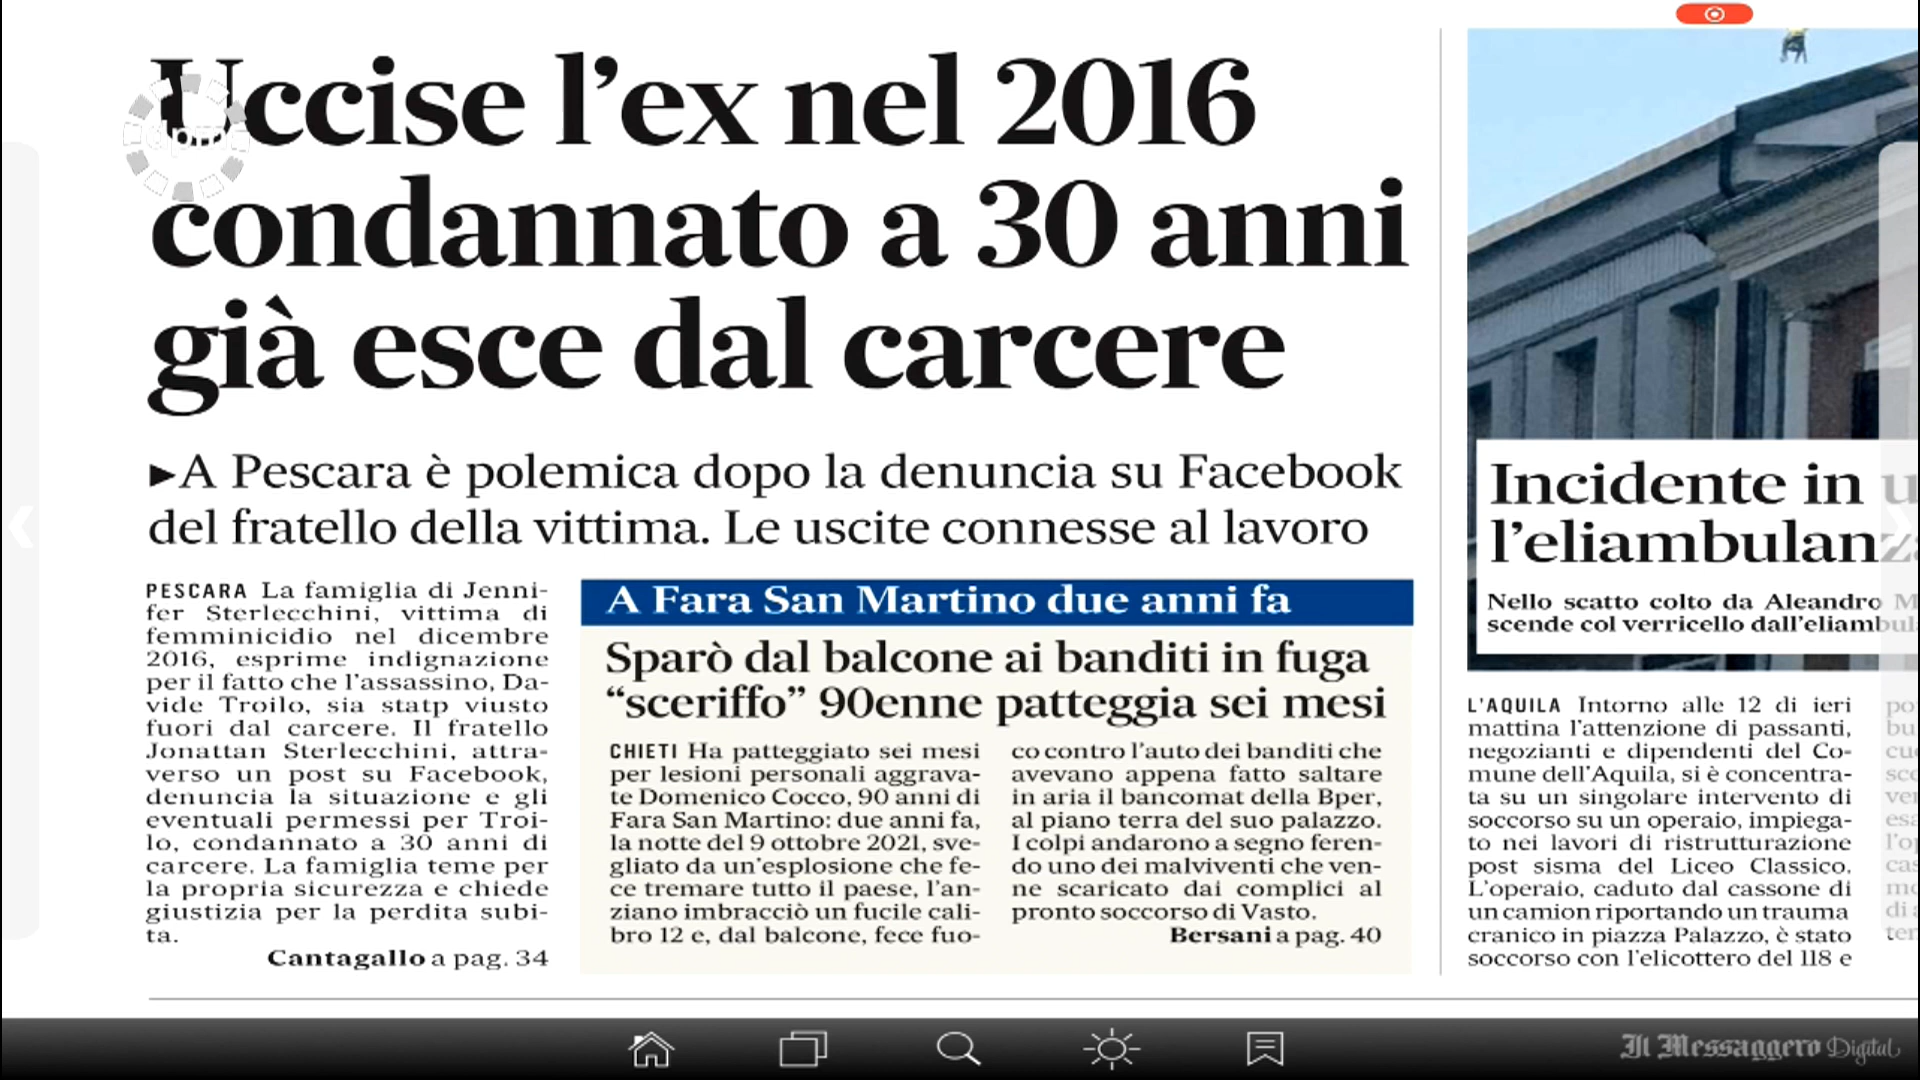 Uccise l'ex nel 2016
condannato a 30 anni
già esce dal carcere
►A Pescara è polemica dopo la denuncia su Facebook
del fratello della vittima. Le uscite connesse al lavoro
PESCARA La famiglia di Jenni-
fer Sterlecchini, vittima di
femminicidio nel dicembre
2016, esprime indignazione
per il fatto che l'assassino, Da-
vide Troilo, sia statp viusto
fuori dal carcere. Il fratello
Jonattan Sterlecchini, attra-
verso un post su Facebook,
denuncia la situazione e gli
eventuali permessi per Troi-
lo, condannato a 30 anni di
carcere. La famiglia teme per
la propria sicurezza e chiede
giustizia per la perdita subi-
ta.
Cantagallo a pag. 34
A Fara San Martino due anni fa
Sparò dal balcone ai banditi in fuga
“sceriffo” 90enne patteggia sei mesi
CHIETI Ha patteggiato sei mesi
per lesioni personali aggrava-
te Domenico Cocco, 90 anni di
Fara San Martino: due anni fa,
la notte del 9 ottobre 2021, sve-
gliato da un'esplosione che fe-
ce tremare tutto il paese, l'an-
ziano imbracciò un fucile cali-
bro 12 e, dal balcone, fece fuo-
co contro l'auto dei banditi che
avevano appena fatto saltare
in aria il bancomat della Bper,
al piano terra del suo palazzo.
I colpi andarono a segno feren-
do uno dei malviventi che ven-
ne scaricato dai complici al
pronto soccorso di Vasto.
Bersani a pag. 40
Incidente in u
l'eliambulanz
Nello scatto colto da Aleandro M
scende col verricello dall'eliambul
L'AQUILA Intorno alle 12 di ieri
mattina l'attenzione di passanti,
negozianti e dipendenti del Co-
mune dell'Aquila, si è concentra-
ta su un singolare intervento di
soccorso su un operaio, impiega-
to nei lavori di ristrutturazione
post sisma del Liceo Classico.
L'operaio, caduto dal cassone di
un camion riportando un trauma
cranico in piazza Palazzo, è stato
soccorso con l'elicottero del 118 e
dpm
Il Messaggero Digital